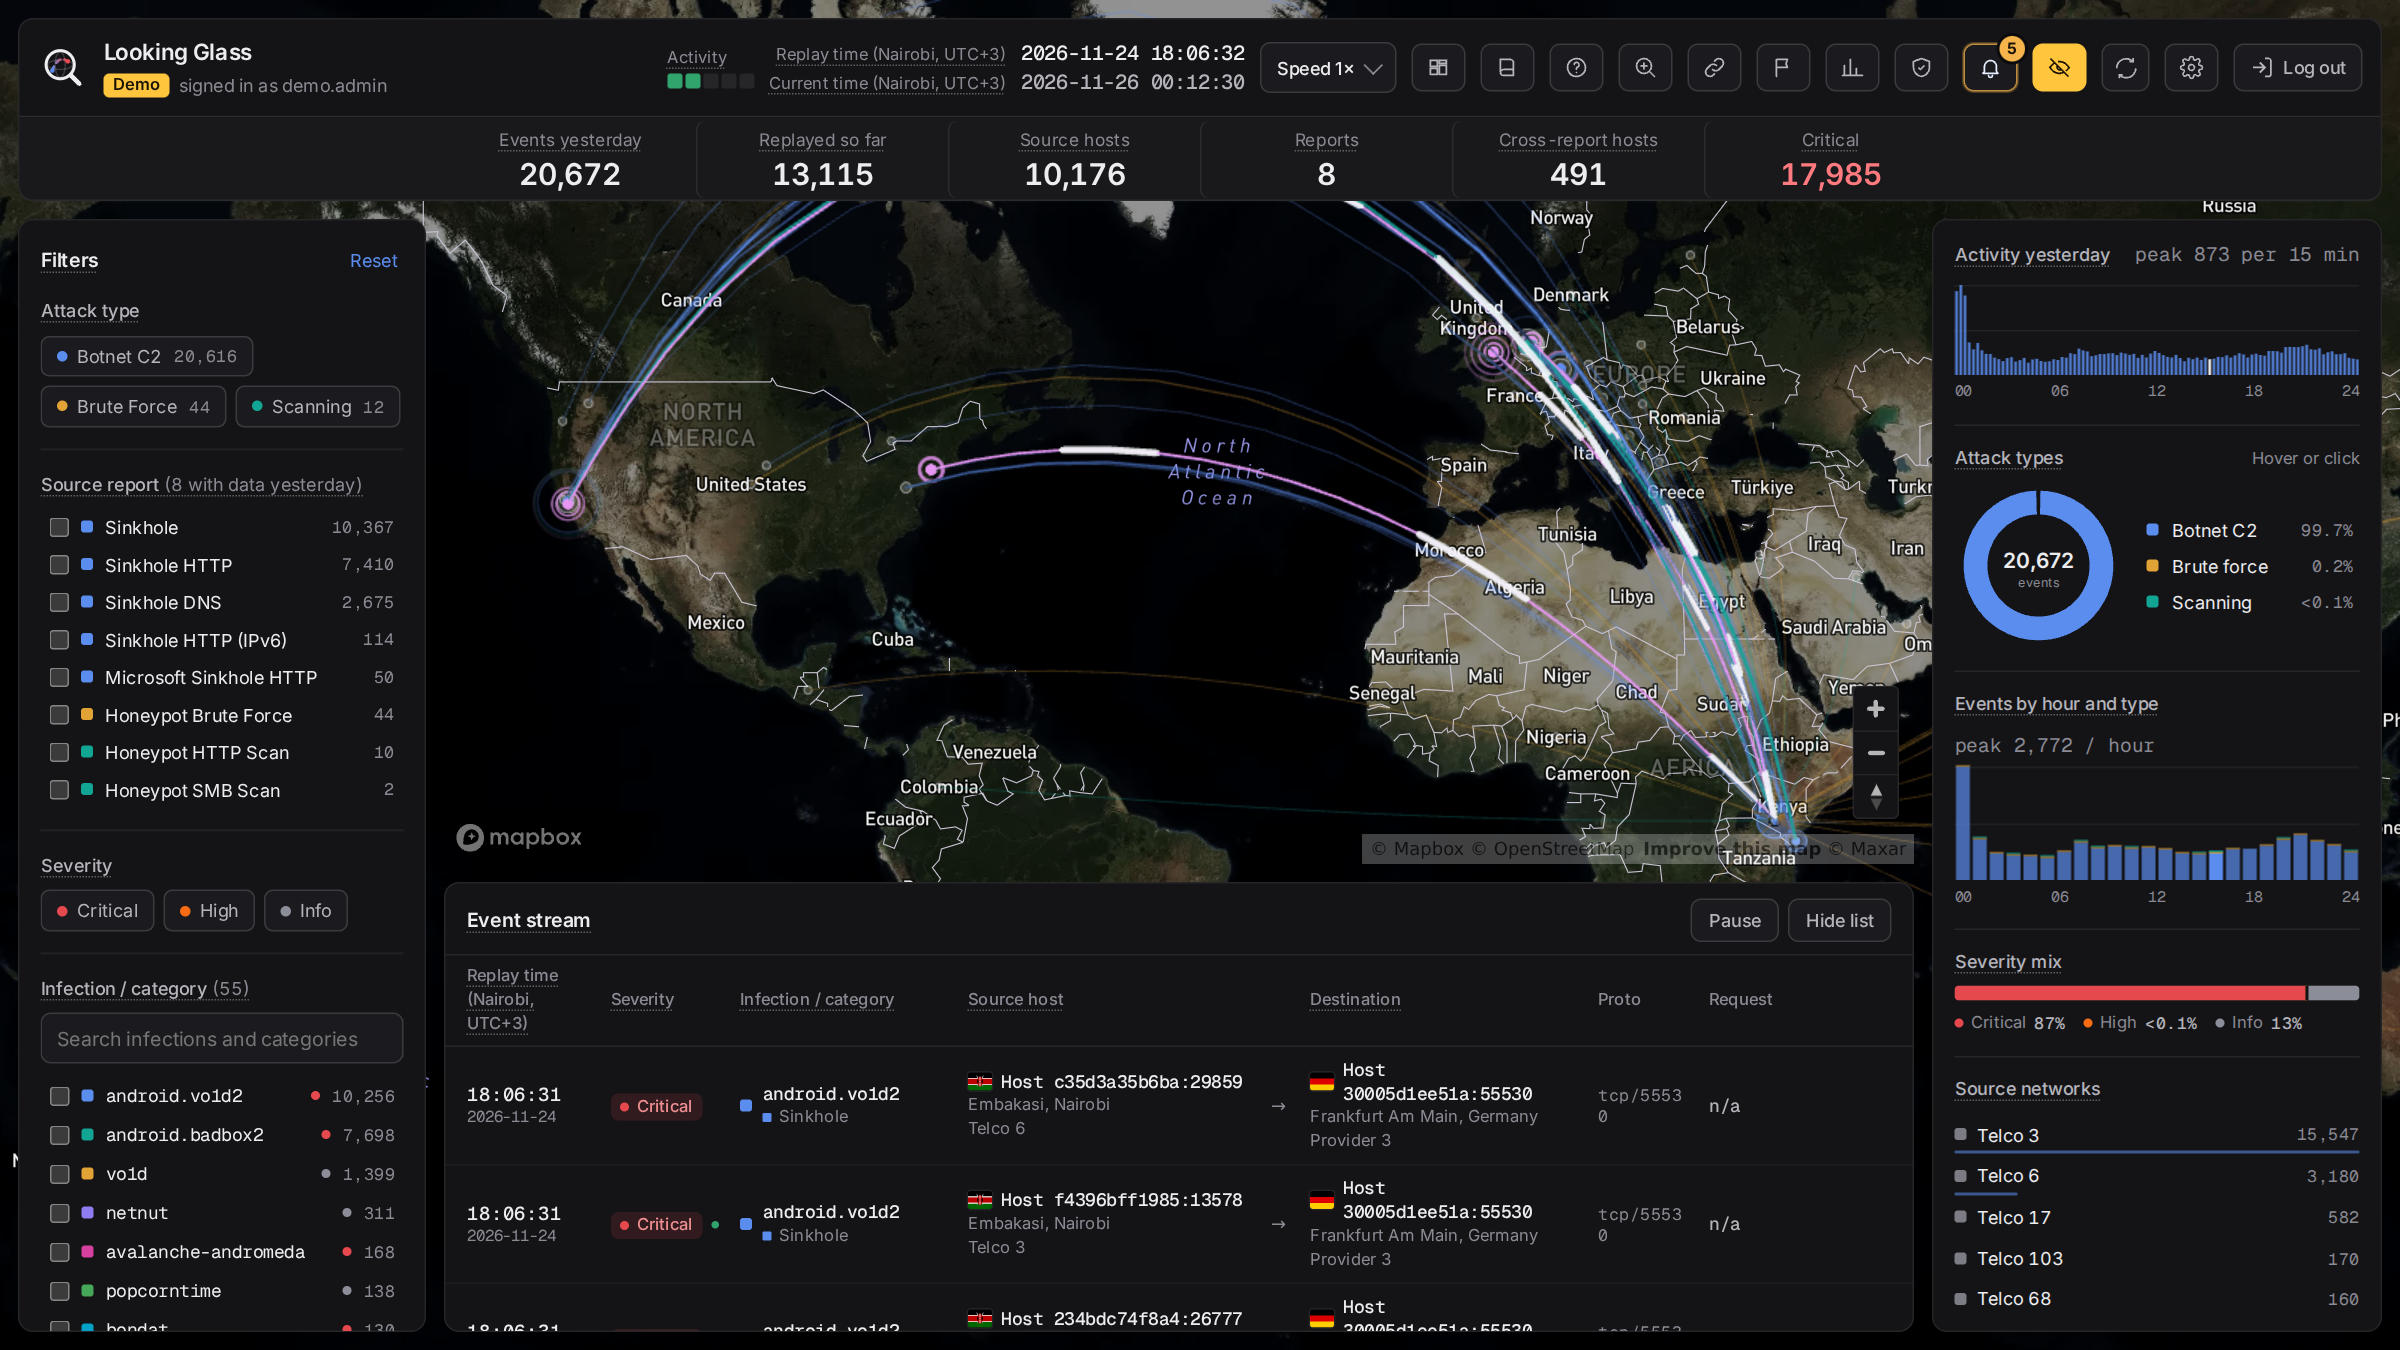 Looking Glass
Demo signed in as demo.admin
Activity
Replay time (Nairobi, UTC+3) 2026-11-24 18:06:32
Current time (Nairobi, UTC+3) 2026-11-26 00:12:30
Speed 1×
5
Log out
Events yesterday
20,672
Replayed so far
13,115
Source hosts
10,176
Reports
8
Cross-report hosts
491
Critical
17,985
Filters
Reset
Attack type
Botnet C2 20,616
Brute Force 44
Scanning 12
Source report (8 with data yesterday)
Sinkhole 10,367
Sinkhole HTTP 7,410
Sinkhole DNS 2,675
Sinkhole HTTP (IPv6) 114
Microsoft Sinkhole HTTP 50
Honeypot Brute Force 44
Honeypot HTTP Scan 10
Honeypot SMB Scan 2
Severity
Critical
High
Info
Infection / category (55)
Search infections and categories
android.vo1d2 10,256
android.badbox2 7,698
vo1d 1,399
netnut 311
avalanche-andromeda 168
popcorntime 138
bondat 130
Russia
Norway
Canada
United
Kingdom
Denmark
Belarus
EUROPE
Ukraine
France
Romania
NORTH
AMERICA
North
Atlantic
Ocean
Italy
Spain
United States
Greece
Türkiye
Tunisia
Iraq
Iran
Morocco
Algeria
Libya
Egypt
Mexico
Cuba
Saudi Arabia
Om
Mauritania
Mali
Niger
Chad
Senegal
Sudan
Yemen
Nigeria
Ethiopia
Venezuela
Cameroon
AFRICA
Colombia
Kenya
Ecuador
mapbox
© Mapbox © OpenStreetMap Improve this map © Maxar
Tanzania
Event stream
Pause
Hide list
Replay time
(Nairobi,
UTC+3)
Severity
Infection / category
Source host
Destination
Proto
Request
18:06:31
2026-11-24
Critical
android.vo1d2
Sinkhole
Host c35d3a35b6ba:29859
Embakasi, Nairobi
Telco 6
→
Host
30005d1ee51a:55530
Frankfurt Am Main, Germany
Provider 3
tcp/5553
0
n/a
18:06:31
2026-11-24
Critical
android.vo1d2
Sinkhole
Host f4396bff1985:13578
Embakasi, Nairobi
Telco 3
→
Host
30005d1ee51a:55530
Frankfurt Am Main, Germany
Provider 3
tcp/5553
0
n/a
18:06:31
android.vo1d2
Host 234bdc74f8a4:26777
Host
30005d1ee51a:55530
tcp/5553
Activity yesterday
peak 873 per 15 min
00 06 12 18 24
Attack types
Hover or click
20,672
events
Botnet C2 99.7%
Brute force 0.2%
Scanning <0.1%
Events by hour and type
peak 2,772 / hour
00 06 12 18 24
Severity mix
Critical 87% High <0.1% Info 13%
Source networks
Telco 3 15,547
Telco 6 3,180
Telco 17 582
Telco 103 170
Telco 68 160